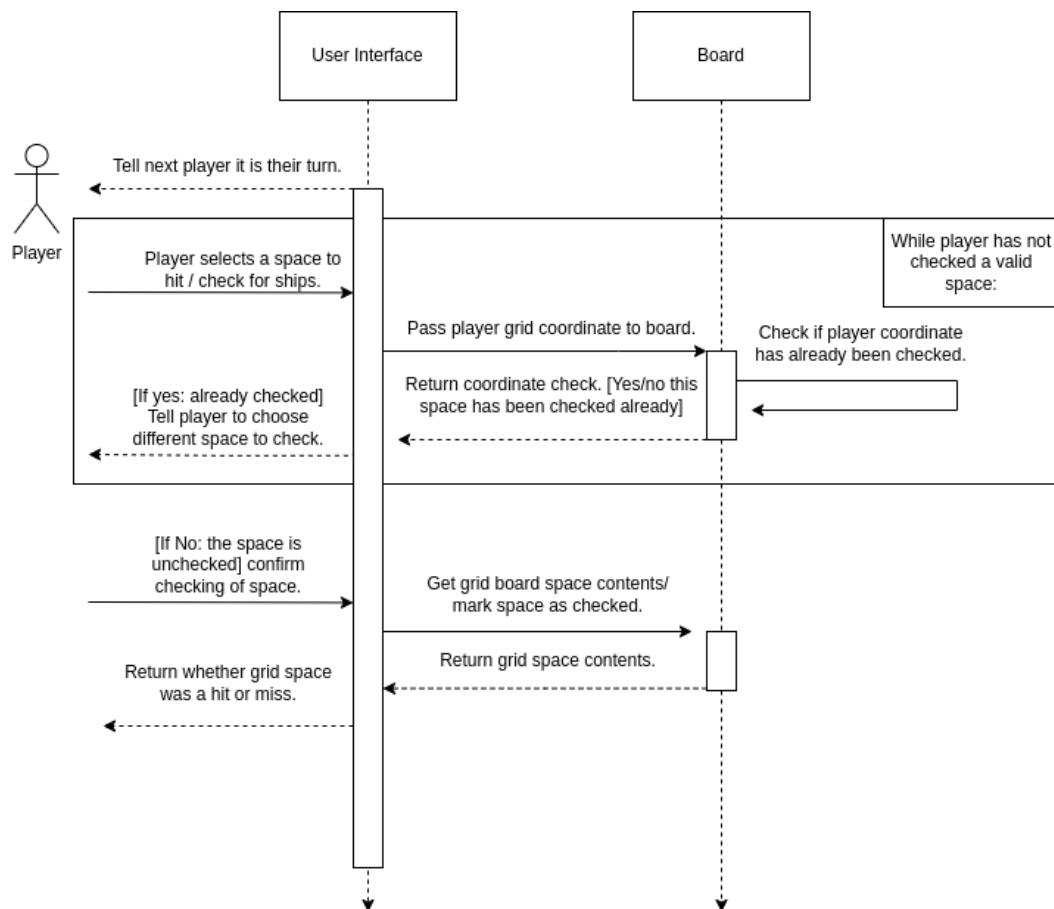 User Interface
Board
Tell next player it is their turn.
Player
While player has not
checked a valid
space:
Player selects a space to
hit / check for ships.
Pass player grid coordinate to board.
Check if player coordinate
has already been checked.
Return coordinate check. [Yes/no this
space has been checked already]
[If yes: already checked]
Tell player to choose
different space to check.
[If No: the space is
unchecked] confirm
checking of space.
Get grid board space contents/
mark space as checked.
Return grid space contents.
Return whether grid space
was a hit or miss.